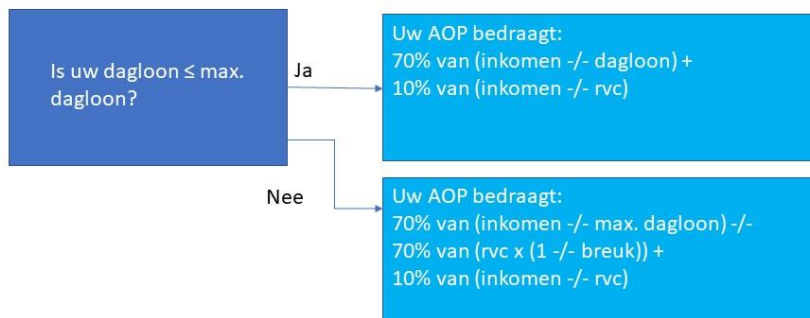 Is uw dagloon ≤ max.
dagloon?
Ja
Uw AOP bedraagt:
70% van (inkomen -/- dagloon) +
10% van (inkomen -/- rvc)
Nee
Uw AOP bedraagt:
70% van (inkomen -/- max. dagloon) -/-
70% van (rvc x (1 -/- breuk)) +
10% van (inkomen -/- rvc)